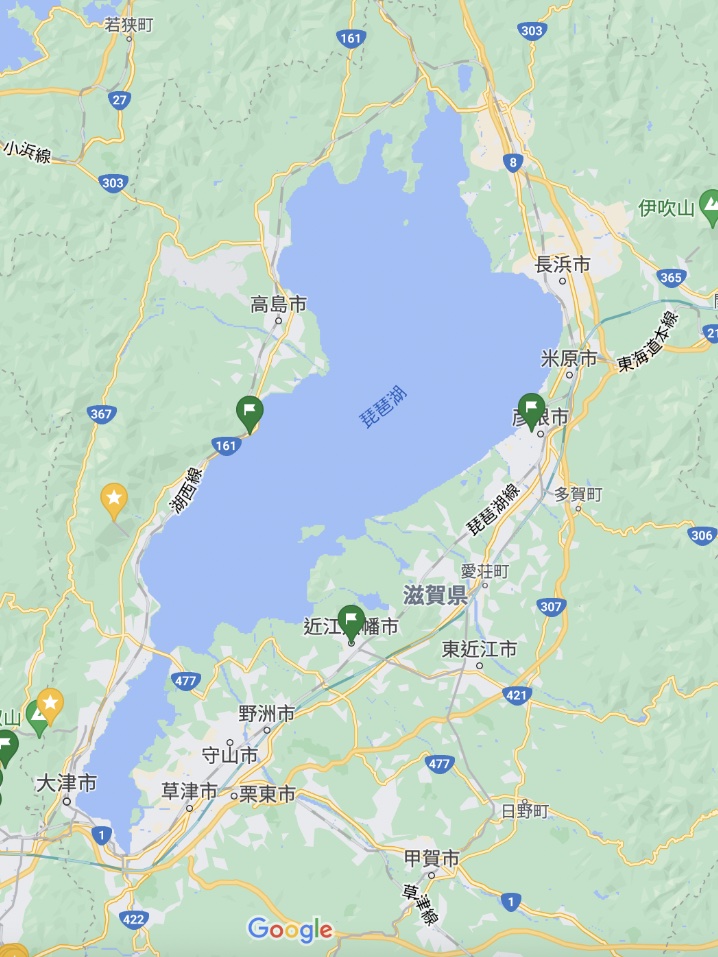 若狭町
161
303
27
小浜線
303
8
伊吹山
長浜市
365
高島市
米原市
東海道本線
21
367
琵琶湖
彦根市
161
湖西線
琵琶湖線
多賀町
306
愛荘町
滋賀県
307
近江八幡市
東近江市
477
421
野洲市
守山市
477
大津市
草津市
栗東市
日野町
1
甲賀市
草津線
1
422
Google